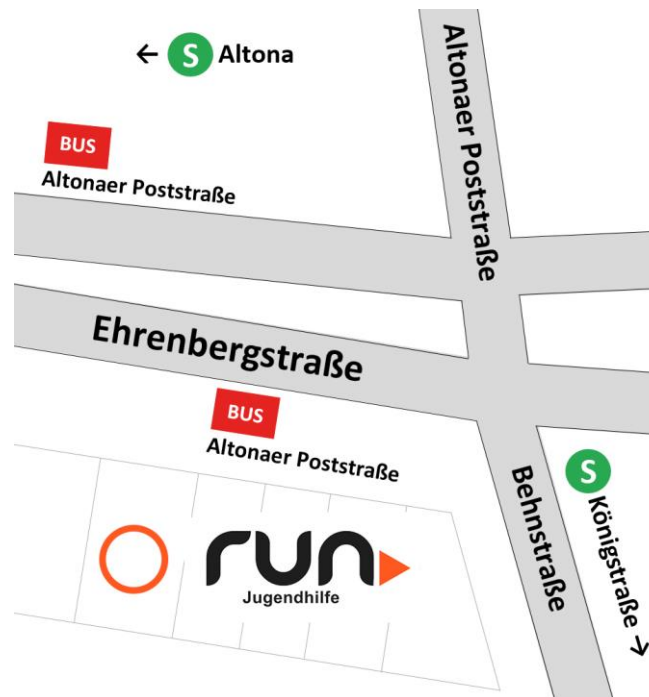 ← S Altona
Altonaer Poststraße
BUS
Altonaer Poststraße
Ehrenbergstraße
BUS
Altonaer Poststraße
Behnstraße
S
Königstraße →
run
Jugendhilfe